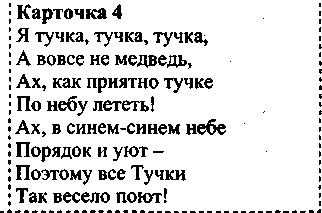 Карточка 4
Я тучка, тучка, тучка,
А вовсе не медведь,
Ах, как приятно тучке
По небу лететь!
Ах, в синем-синем небе
Порядок и уют –
Поэтому все Тучки
Так весело поют!